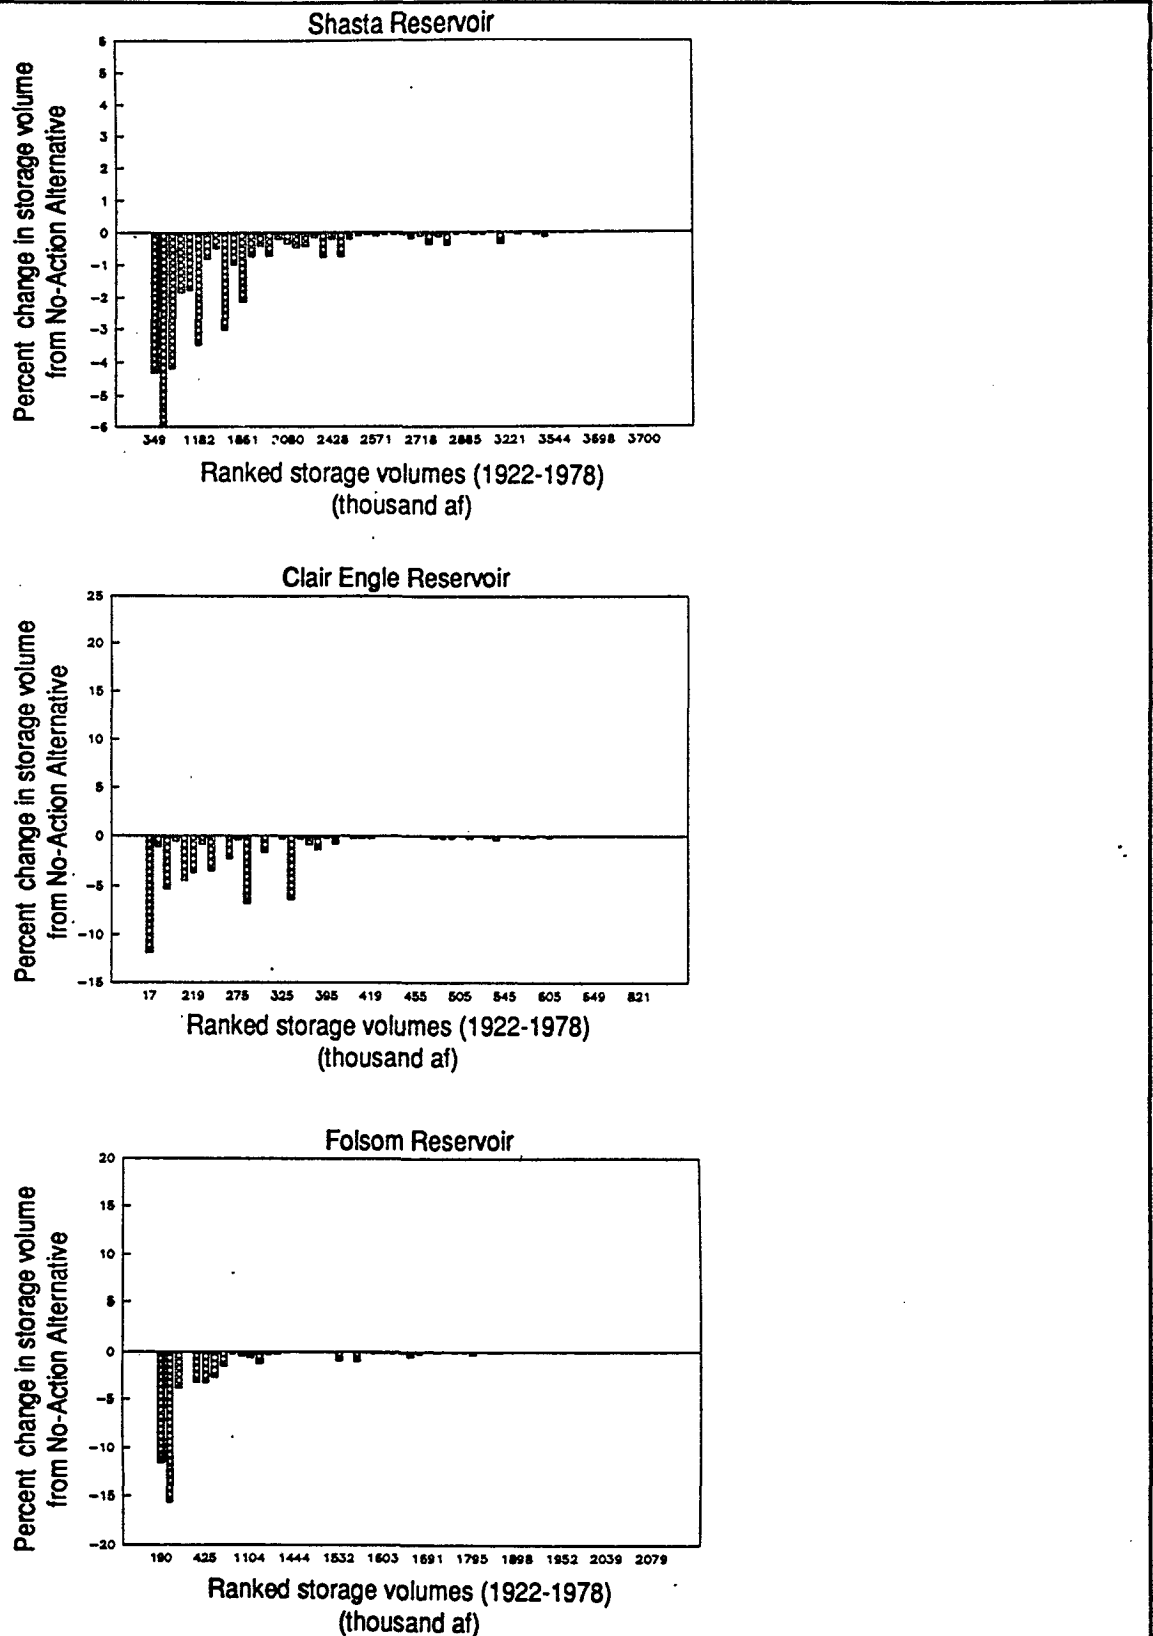 Shasta Reservoir
Percent change in storage volume
from No-Action Alternative
6
5
4
3
2
1
0
-1
-2
-3
-4
-5
-6
349 1182 1861 2080 2428 2571 2718 2885 3221 3544 3698 3700
Ranked storage volumes (1922-1978)
(thousand af)
Clair Engle Reservoir
Percent change in storage volume
from No-Action Alternative
25
20
15
10
5
0
-5
-10
-15
17 219 275 325 395 419 455 505 545 605 649 821
Ranked storage volumes (1922-1978)
(thousand af)
Folsom Reservoir
Percent change in storage volume
from No-Action Alternative
20
15
10
5
0
-5
-10
-15
-20
190 425 1104 1444 1532 1603 1691 1795 1898 1952 2039 2079
Ranked storage volumes (1922-1978)
(thousand af)